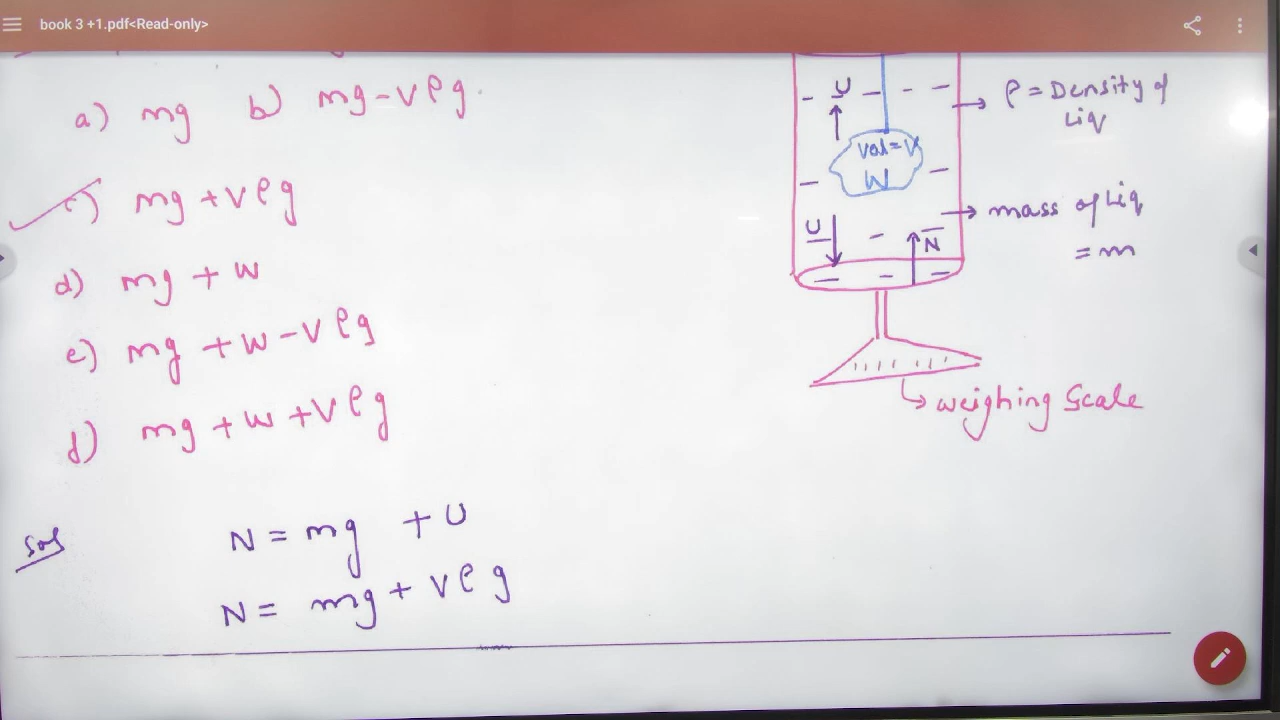 book 3 +1.pdf<Read-only>
a) mg b) mg-Vρg.
c) mg+Vρg
d) mg+W
e) mg+W-Vρg
d) mg+W+Vρg
Sol N = mg + U
N = mg + Vρg
U
ρ = Density of
Liq
Vol = V
W
mass of Liq
= m
U
N
weighing Scale